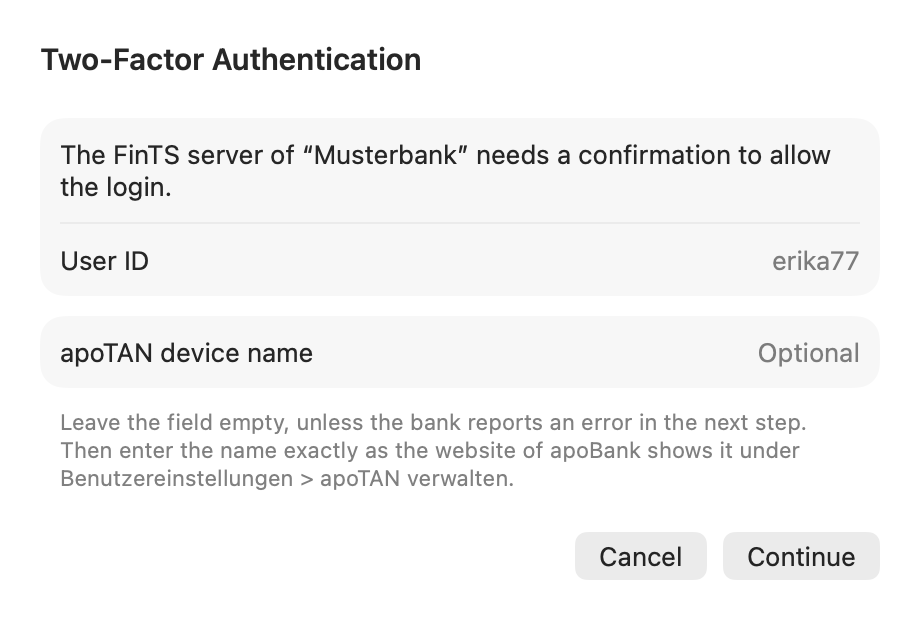 Two-Factor Authentication
The FinTS server of “Musterbank” needs a confirmation to allow
the login.
User ID
erika77
apoTAN device name
Optional
Leave the field empty, unless the bank reports an error in the next step.
Then enter the name exactly as the website of apoBank shows it under
Benutzereinstellungen > apoTAN verwalten.
Cancel
Continue